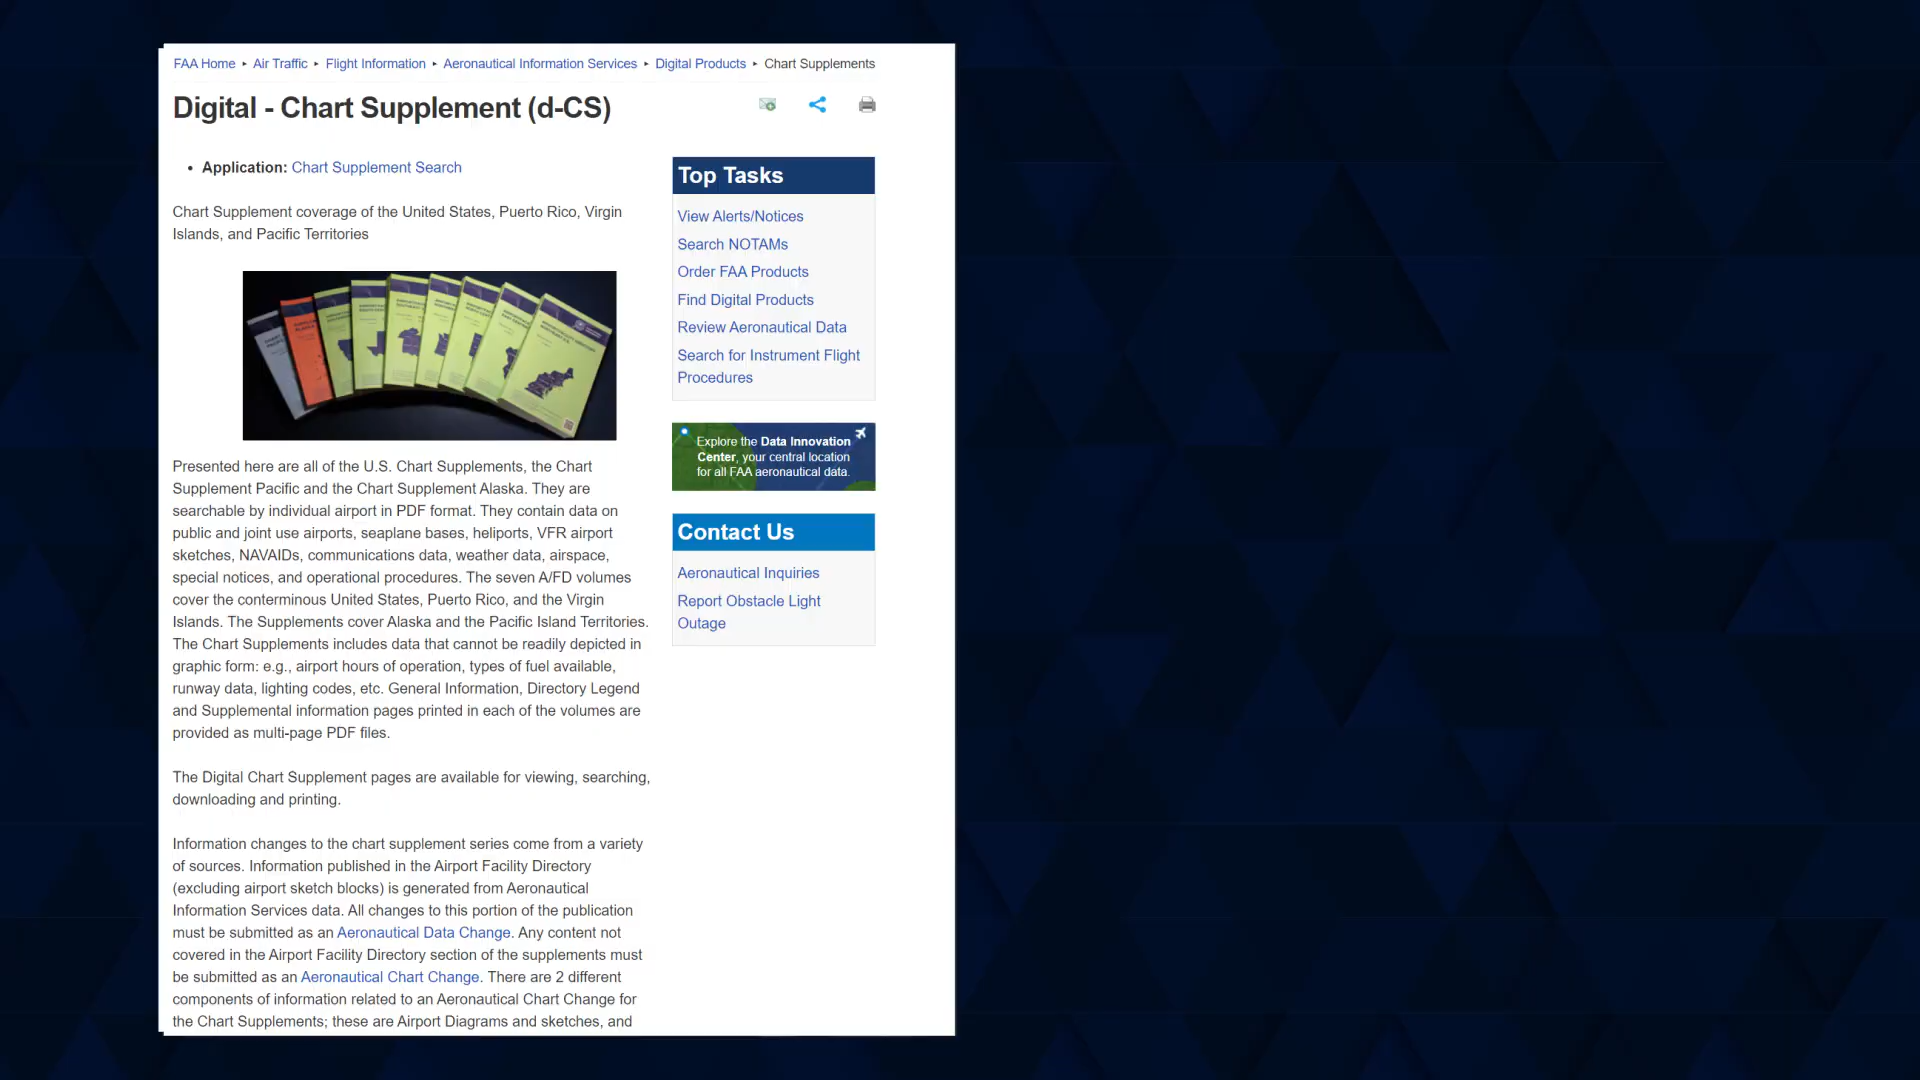 FAA Home ▸ Air Traffic ▸ Flight Information ▸ Aeronautical Information Services ▸ Digital Products ▸ Chart Supplements
Digital - Chart Supplement (d-CS)
• Application: Chart Supplement Search
Chart Supplement coverage of the United States, Puerto Rico, Virgin
Islands, and Pacific Territories
Presented here are all of the U.S. Chart Supplements, the Chart
Supplement Pacific and the Chart Supplement Alaska. They are
searchable by individual airport in PDF format. They contain data on
public and joint use airports, seaplane bases, heliports, VFR airport
sketches, NAVAIDs, communications data, weather data, airspace,
special notices, and operational procedures. The seven A/FD volumes
cover the conterminous United States, Puerto Rico, and the Virgin
Islands. The Supplements cover Alaska and the Pacific Island Territories.
The Chart Supplements includes data that cannot be readily depicted in
graphic form: e.g., airport hours of operation, types of fuel available,
runway data, lighting codes, etc. General Information, Directory Legend
and Supplemental information pages printed in each of the volumes are
provided as multi-page PDF files.
The Digital Chart Supplement pages are available for viewing, searching,
downloading and printing.
Information changes to the chart supplement series come from a variety
of sources. Information published in the Airport Facility Directory
(excluding airport sketch blocks) is generated from Aeronautical
Information Services data. All changes to this portion of the publication
must be submitted as an Aeronautical Data Change. Any content not
covered in the Airport Facility Directory section of the supplements must
be submitted as an Aeronautical Chart Change. There are 2 different
components of information related to an Aeronautical Chart Change for
the Chart Supplements; these are Airport Diagrams and sketches, and
Top Tasks
View Alerts/Notices
Search NOTAMs
Order FAA Products
Find Digital Products
Review Aeronautical Data
Search for Instrument Flight
Procedures
Explore the Data Innovation
Center, your central location
for all FAA aeronautical data.
Contact Us
Aeronautical Inquiries
Report Obstacle Light
Outage